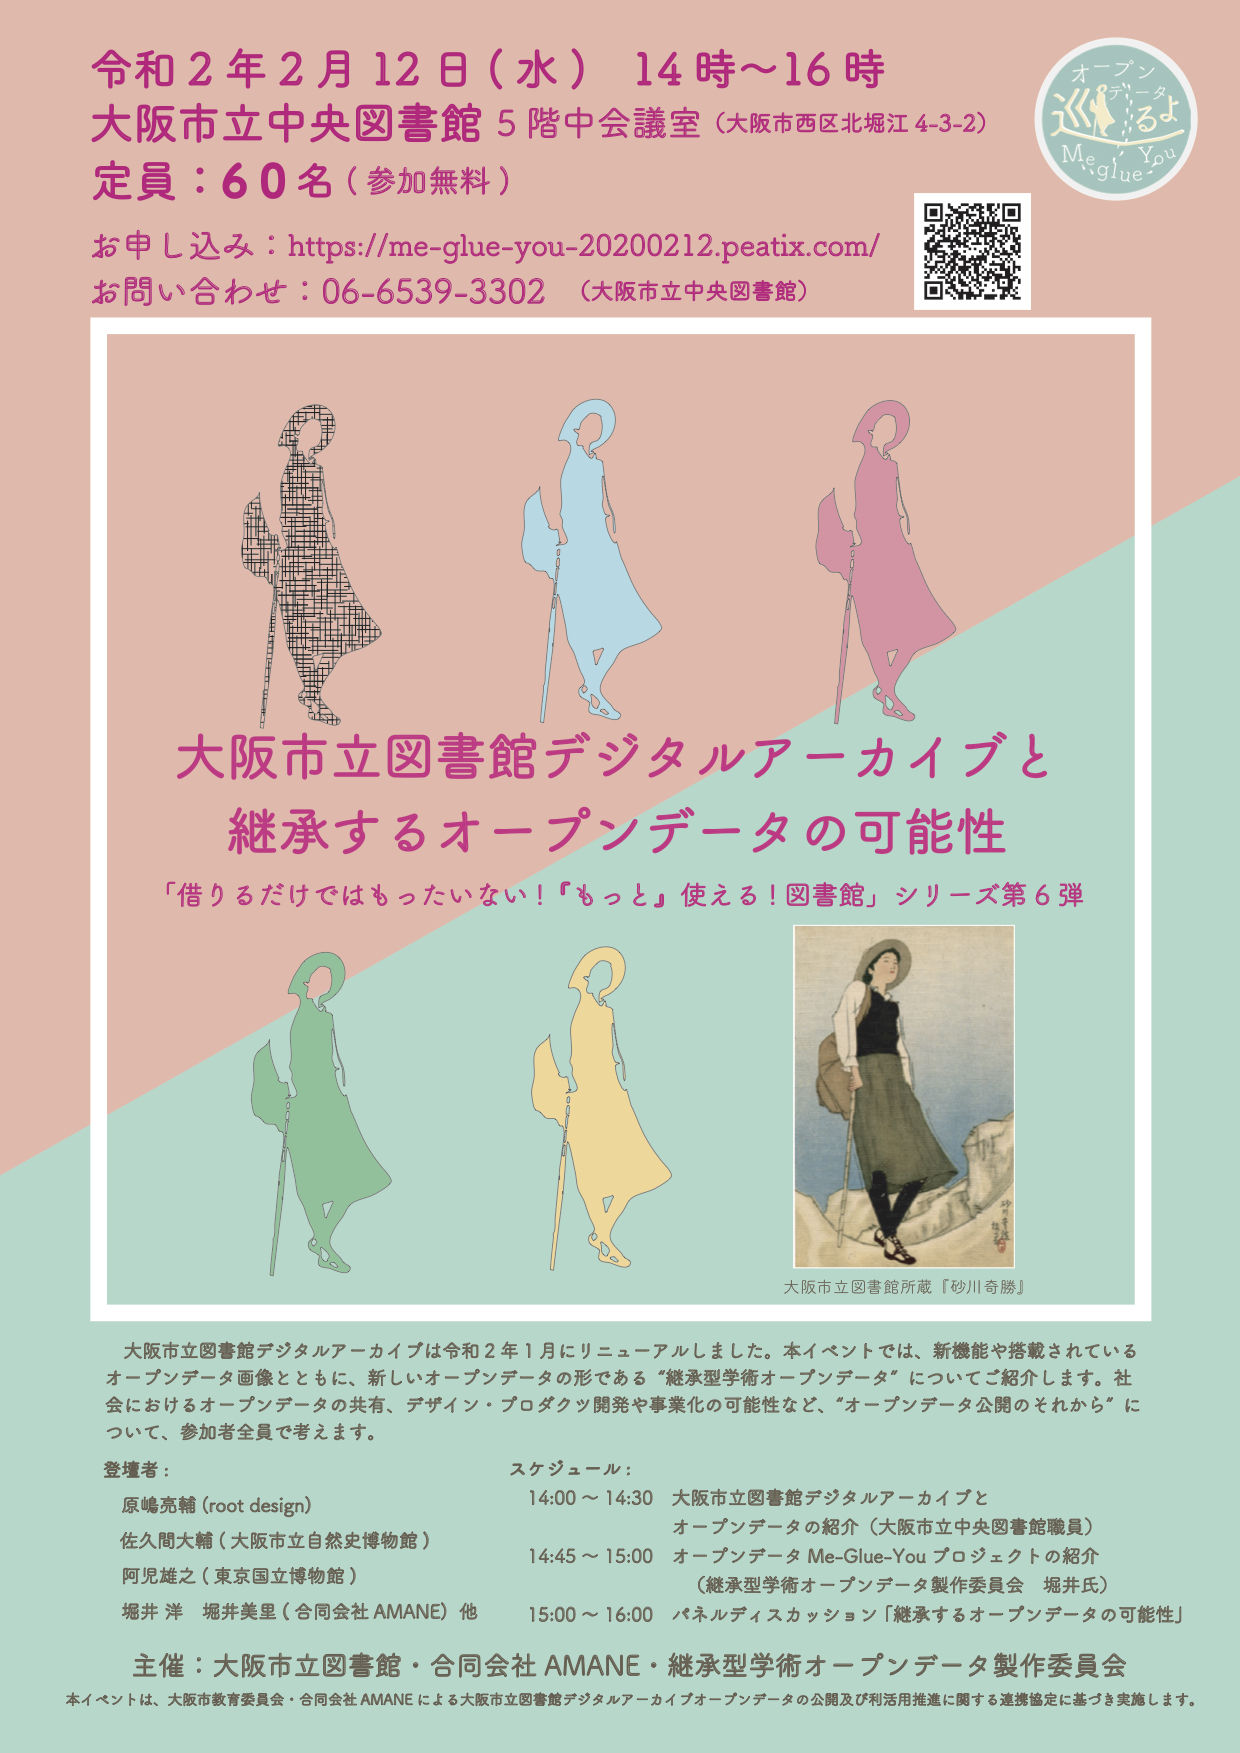 令和2年2月12日(水) 14時～16時
大阪市立中央図書館 5階中会議室（大阪市西区北堀江 4-3-2）
定員：60名(参加無料)
お申し込み：https://me-glue-you-20200212.peatix.com/
お問い合わせ：06-6539-3302 （大阪市立中央図書館）
オープン
データ
巡るよ
Me glue You
大阪市立図書館デジタルアーカイブと
継承するオープンデータの可能性
「借りるだけではもったいない！『もっと』使える！図書館」シリーズ第6弾
大阪市立図書館所蔵『砂川奇勝』
大阪市立図書館デジタルアーカイブは令和2年1月にリニューアルしました。本イベントでは、新機能や搭載されている
オープンデータ画像とともに、新しいオープンデータの形である“継承型学術オープンデータ”についてご紹介します。社
会におけるオープンデータの共有、デザイン・プロダクツ開発や事業化の可能性など、“オープンデータ公開のそれから”に
ついて、参加者全員で考えます。
登壇者：
原嶋亮輔 (root design)
佐久間大輔 ( 大阪市立自然史博物館 )
阿児雄之 ( 東京国立博物館 )
堀井 洋　堀井美里 ( 合同会社 AMANE）他
スケジュール：
14:00 ～ 14:30　大阪市立図書館デジタルアーカイブと
オープンデータの紹介（大阪市立中央図書館職員）
14:45 ～ 15:00　オープンデータ Me-Glue-You プロジェクトの紹介
（継承型学術オープンデータ製作委員会　堀井氏）
15:00 ～ 16:00　パネルディスカッション「継承するオープンデータの可能性」
主催：大阪市立図書館・合同会社 AMANE・継承型学術オープンデータ製作委員会
本イベントは、大阪市教育委員会・合同会社 AMANE による大阪市立図書館デジタルアーカイブオープンデータの公開及び利活用推進に関する連携協定に基づき実施します。